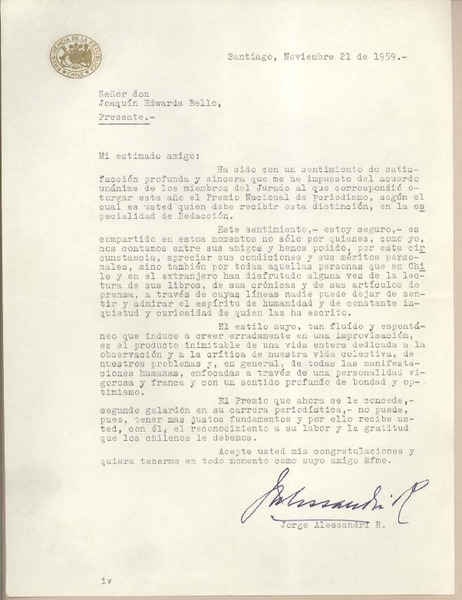 PRESIDENCIA DE LA REPUBLICA
CHILE
Santiago, Noviembre 21 de 1959.-
Señor don
Joaquín Edwards Bello,
Presente.-
Mi estimado amigo:
Ha sido con un sentimiento de satis-
facción profunda y sincera que me he impuesto del acuerdo
unánime de los miembros del Jurado al que correspondió o-
torgar este año el Premio Nacional de Periodismo, según el
cual es usted quien debe recibir esta distinción, en la es
pecialidad de Redacción.
Este sentimiento,- estoy seguro,- es
compartido en estos momentos no sólo por quienes, como yo,
nos contamos entre sus amigos y hemos podido, por esta cir
cunstancia, apreciar sus condiciones y sus méritos perso-
nales, sino también por todas aquellas personas que en Chi
le y en el extranjero han disfrutado alguna vez de la lec-
tura de sus libros, de sus crónicas y de sus artículos de
prensa, a través de cuyas líneas nadie puede dejar de sen-
tir y admirar el espíritu de humanidad y de constante in-
quietud y curiosidad de quien las ha escrito.
El estilo suyo, tan fluído y espontá-
neo que induce a creer erradamente en una improvisación,
es el producto inimitable de una vida entera dedicada a la
observación y a la crítica de nuestra vida colectiva, de
nuestros problemas y, en general, de todas las manifesta-
ciones humanas, enfocadas a través de una personalidad vi-
gorosa y franca y con un sentido profundo de bondad y op-
timismo.
El Premio que ahora se le concede,-
segundo galardón en su carrera periodística,- no puede,
pues, tener mas justos fundamentos y por ello recibe us-
ted, con él, el reconocimiento a su labor y la gratitud
que los chilenos le debemos.
Acepte usted mis congratulaciones y
quiera tenerme en todo momento como suyo amigo Afmo.
JAlessandri R
Jorge Alessandri R.
iv